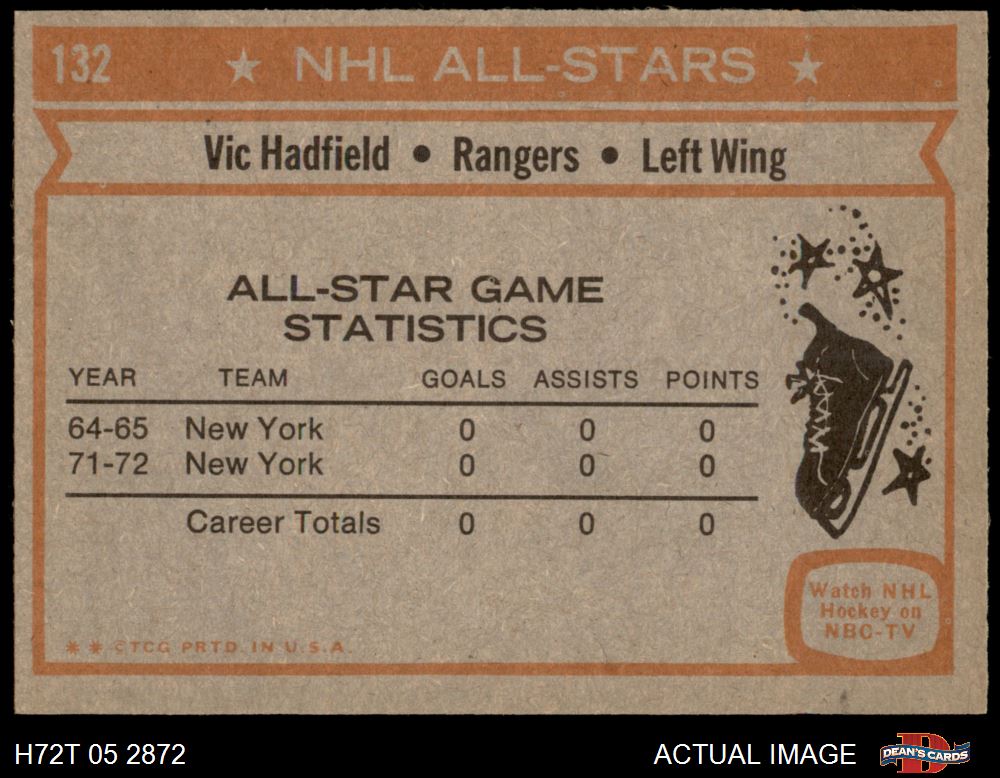 132 ★ NHL ALL-STARS ★
Vic Hadfield • Rangers • Left Wing
ALL-STAR GAME
STATISTICS
YEAR TEAM GOALS ASSISTS POINTS
64-65 New York 0 0 0
71-72 New York 0 0 0
Career Totals 0 0 0
Watch NHL
Hockey on
NBC-TV
✱ ✱ ©TCG PRTD. IN U.S.A.
H72T 05 2872
ACTUAL IMAGE
D
DEAN'S CARDS